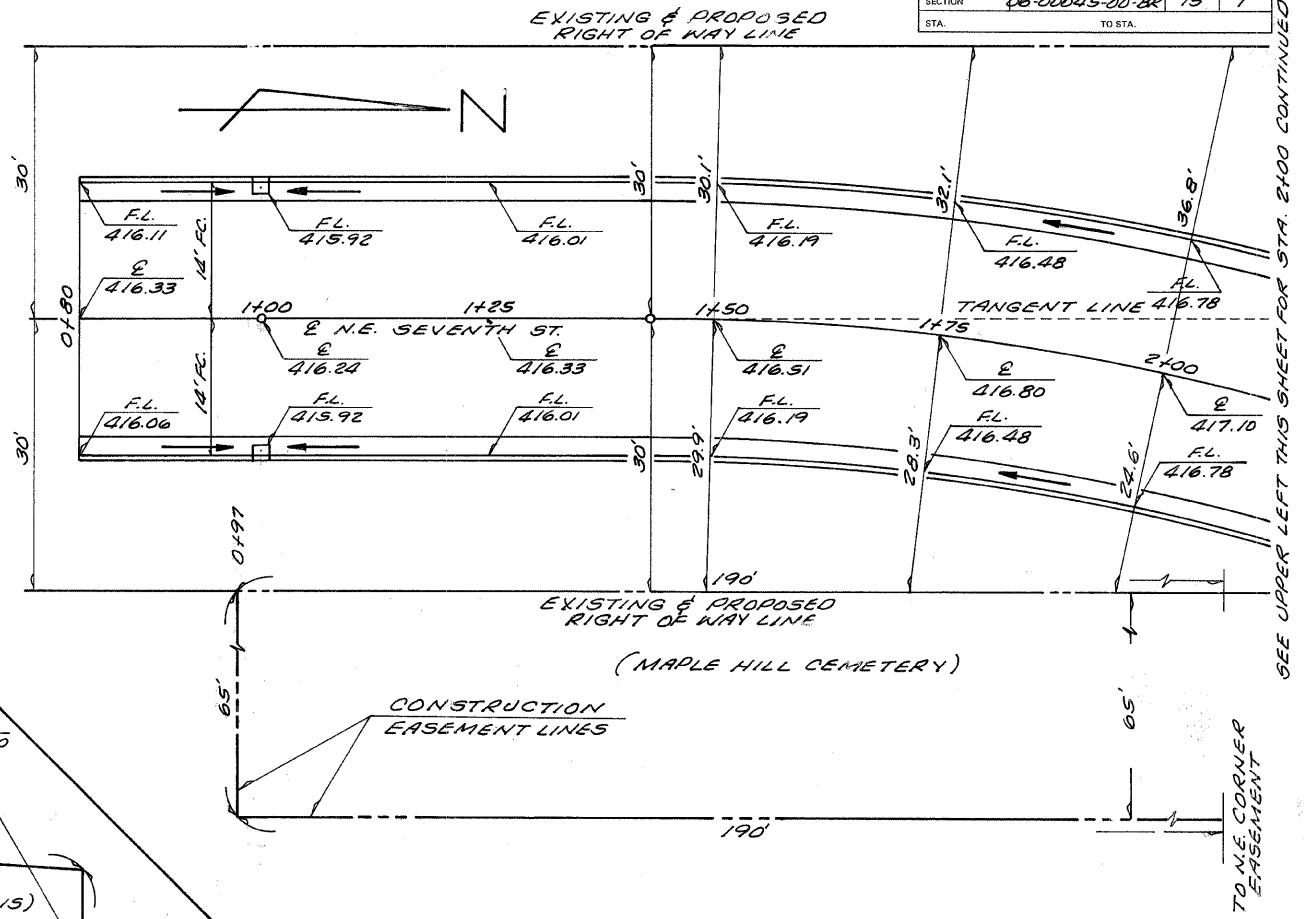 SECTION 06-00045-00-BR 15 7
STA. TO STA.
EXISTING & PROPOSED
RIGHT OF WAY LINE
N
30'
30'
30.1'
32.1'
36.8'
F.L.
416.11
14' F.C.
F.L.
415.92
F.L.
416.01
F.L.
416.19
F.L.
416.48
F.L.
416.78
℄
416.33
0+80
1+00
1+25
1+50
TANGENT LINE
℄ N.E. SEVENTH ST.
1+75
2+00
℄
416.24
℄
416.33
℄
416.51
℄
416.80
℄
417.10
14' F.C.
F.L.
416.06
F.L.
415.92
F.L.
416.01
F.L.
416.19
F.L.
416.48
F.L.
416.78
30'
30'
29.9'
28.3'
24.6'
0+97
190'
EXISTING & PROPOSED
RIGHT OF WAY LINE
(MAPLE HILL CEMETERY)
65'
65'
CONSTRUCTION
EASEMENT LINES
190'
TO N.E. CORNER
EASEMENT
SEE UPPER LEFT THIS SHEET FOR STA. 2+00 CONTINUED